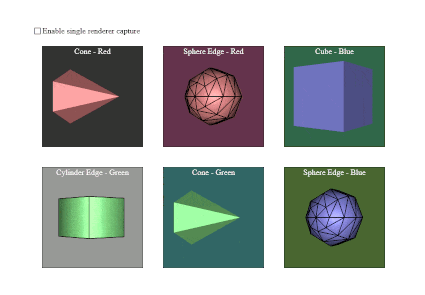 Enable single renderer capture
Cone - Red
Sphere Edge - Red
Cube - Blue
Cylinder Edge - Green
Cone - Green
Sphere Edge - Blue